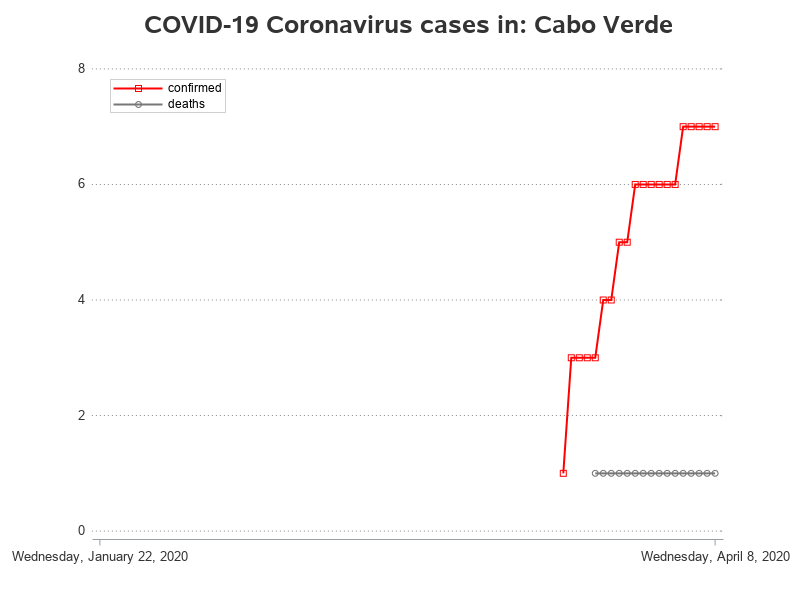 COVID-19 Coronavirus cases in: Cabo Verde
8
confirmed
deaths
6
4
2
0
Wednesday, January 22, 2020
Wednesday, April 8, 2020